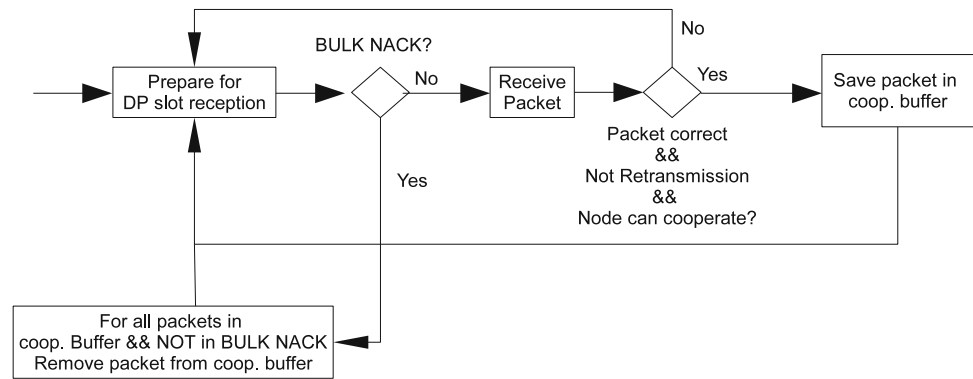 No
BULK NACK?
Prepare for
DP slot reception
No
Receive
Packet
Yes
Save packet in
coop. buffer
Packet correct
&&
Not Retransmission
&&
Node can cooperate?
Yes
For all packets in
coop. Buffer && NOT in BULK NACK
Remove packet from coop. buffer